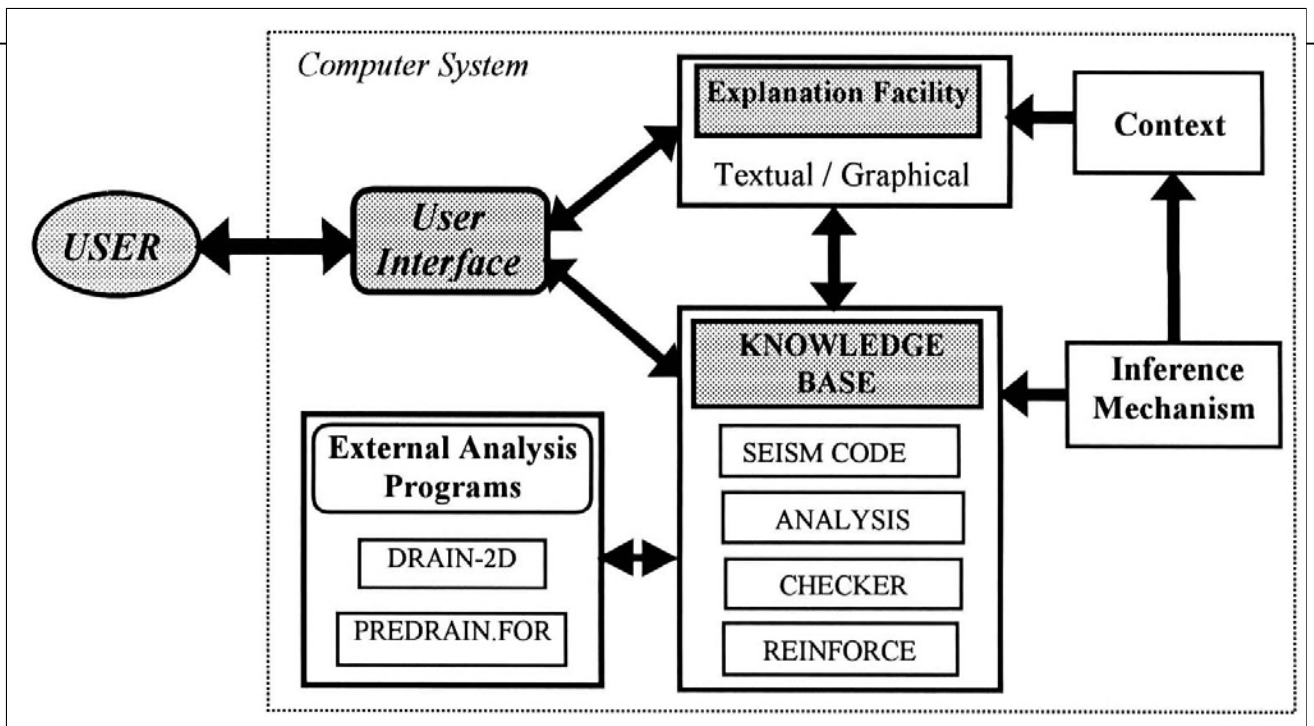 Computer System
Explanation Facility
Textual / Graphical
Context
USER
User
Interface
KNOWLEDGE
BASE
SEISM CODE
ANALYSIS
CHECKER
REINFORCE
Inference
Mechanism
External Analysis
Programs
DRAIN-2D
PREDRAIN.FOR